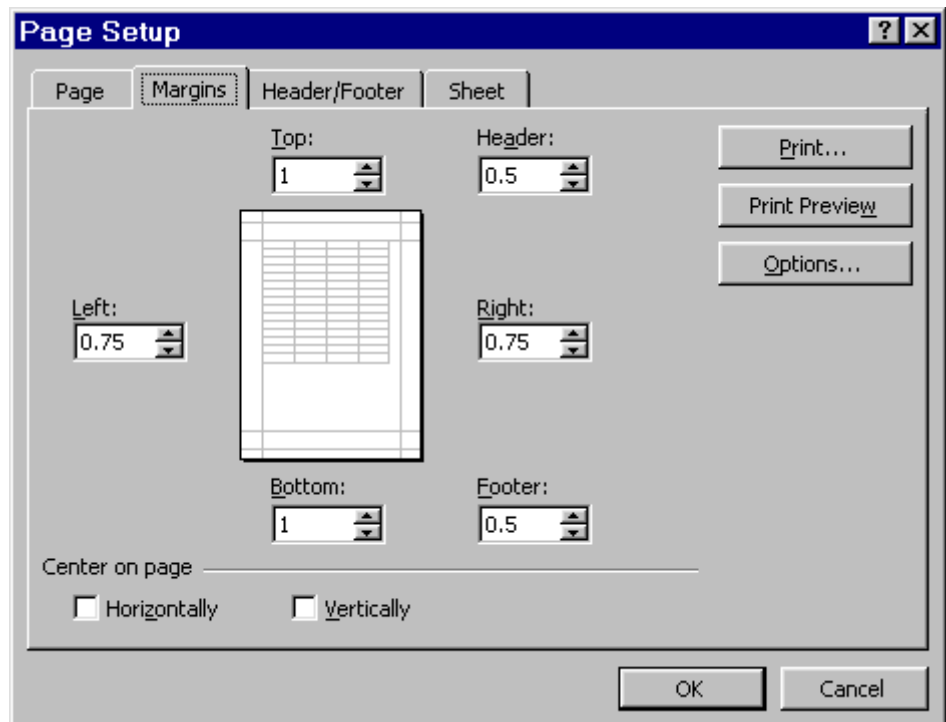 Page Setup
Page Margins Header/Footer Sheet
Top: Header:
1 0.5
Print...
Print Preview
Options...
Left: Right:
0.75 0.75
Bottom: Footer:
1 0.5
Center on page
Horizontally Vertically
OK Cancel